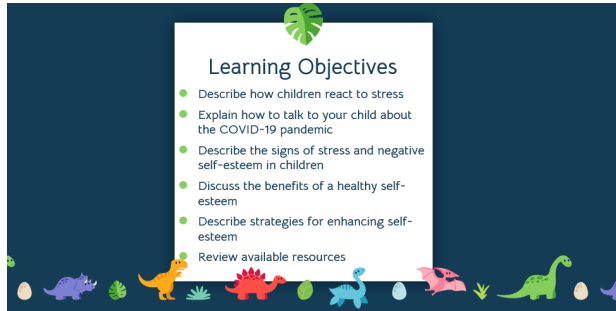 Learning Objectives
Describe how children react to stress
Explain how to talk to your child about
the COVID-19 pandemic
Describe the signs of stress and negative
self-esteem in children
Discuss the benefits of a healthy self-
esteem
Describe strategies for enhancing self-
esteem
Review available resources